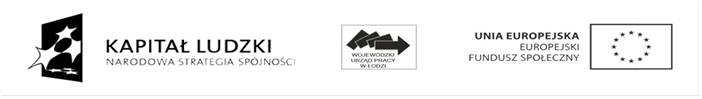 KAPITAŁ LUDZKI
NARODOWA STRATEGIA SPÓJNOŚCI
WOJEWÓDZKI
URZĄD PRACY
W ŁODZI
UNIA EUROPEJSKA
EUROPEJSKI
FUNDUSZ SPOŁECZNY